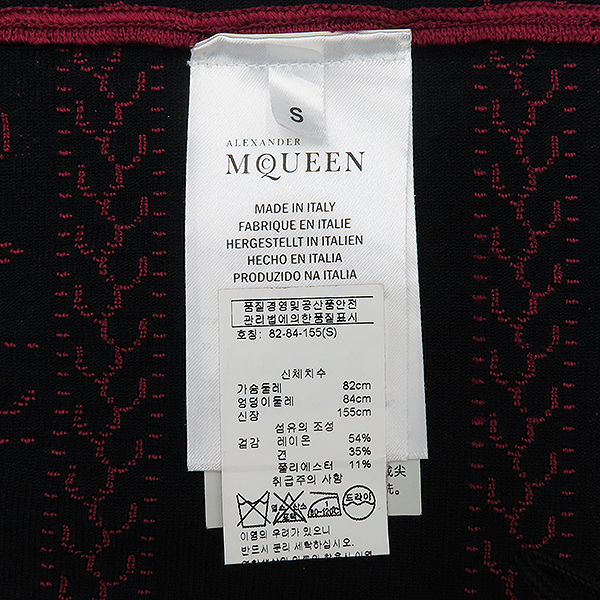 S
ALEXANDER
MCQUEEN
MADE IN ITALY
FABRIQUE EN ITALIE
HERGESTELLT IN ITALIEN
HECHO EN ITALIA
PRODUZIDO NA ITALIA
품질경영및공산품안전
관리법에의한품질표시
호칭: 82-84-155(S)
신체치수
가슴둘레 82cm
엉덩이둘레 84cm
신장 155cm
섬유의 조성
겉감 레이온 54%
견 35%
폴리에스터 11%
취급주의 사항
드라이
이염의 우려가 있으니
반드시 분리 세탁하십시오